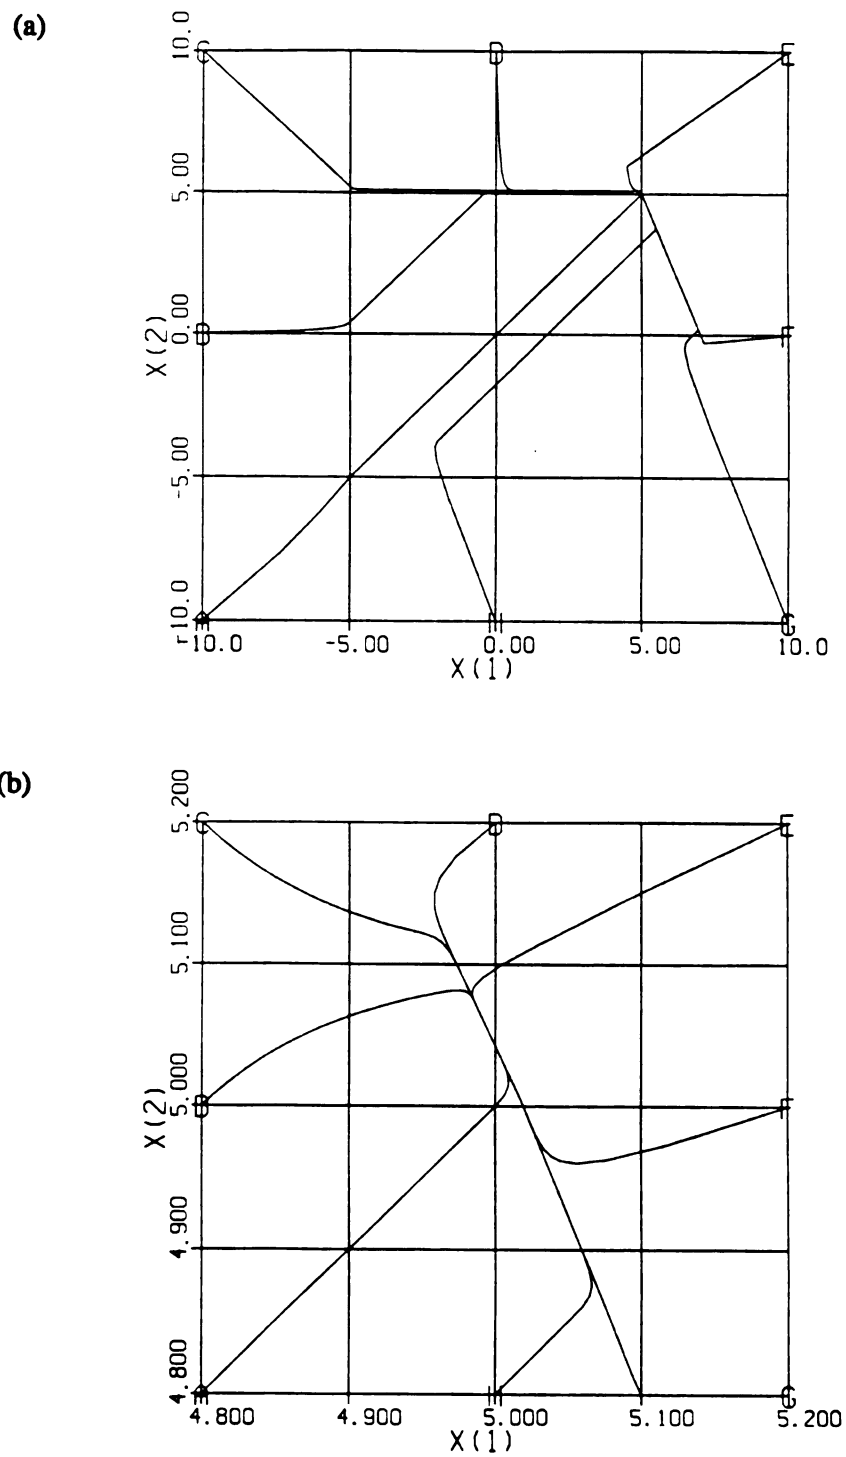 (a)
10.0
5.00
0.00
-5.00
-10.0
X(2)
C D E
B F
A H G
-10.0 -5.00 0.00 5.00 10.0
X(1)
(b)
5.200
5.100
5.000
4.900
4.800
X(2)
C D E
B F
A H G
4.800 4.900 5.000 5.100 5.200
X(1)